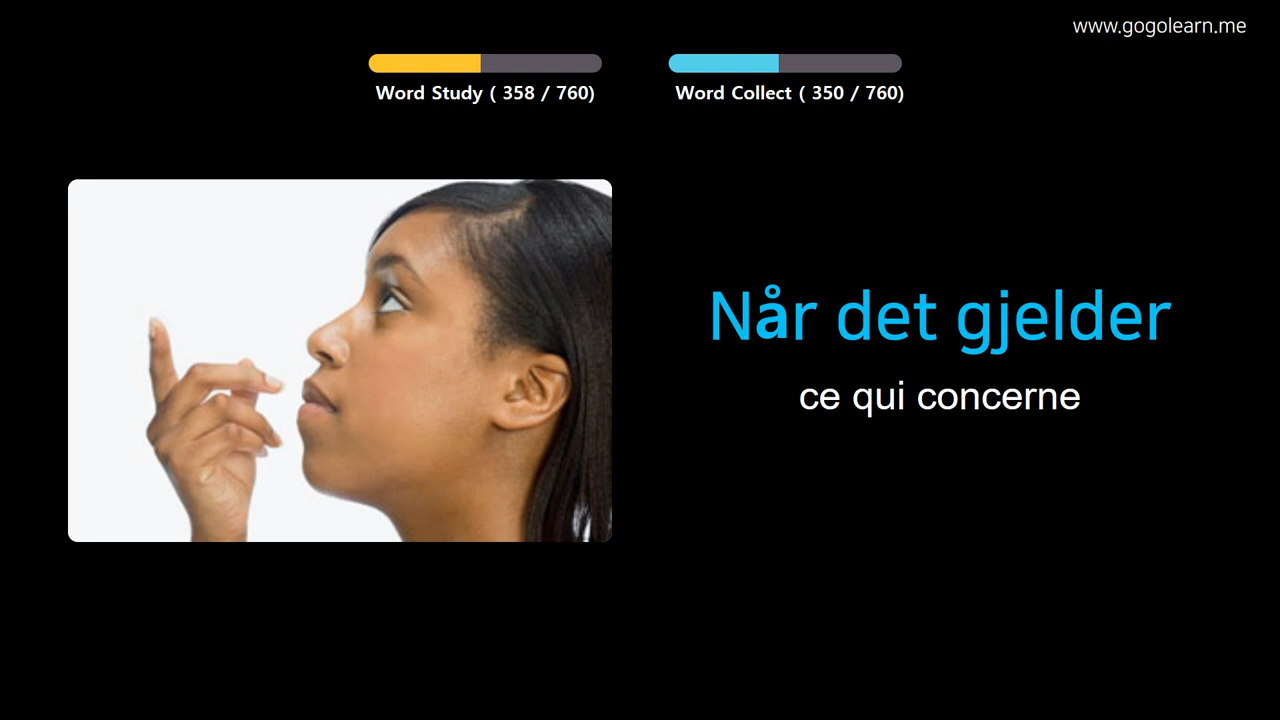 www.gogolearn.me
Word Study ( 358 / 760)
Word Collect ( 350 / 760)
Når det gjelder
ce qui concerne